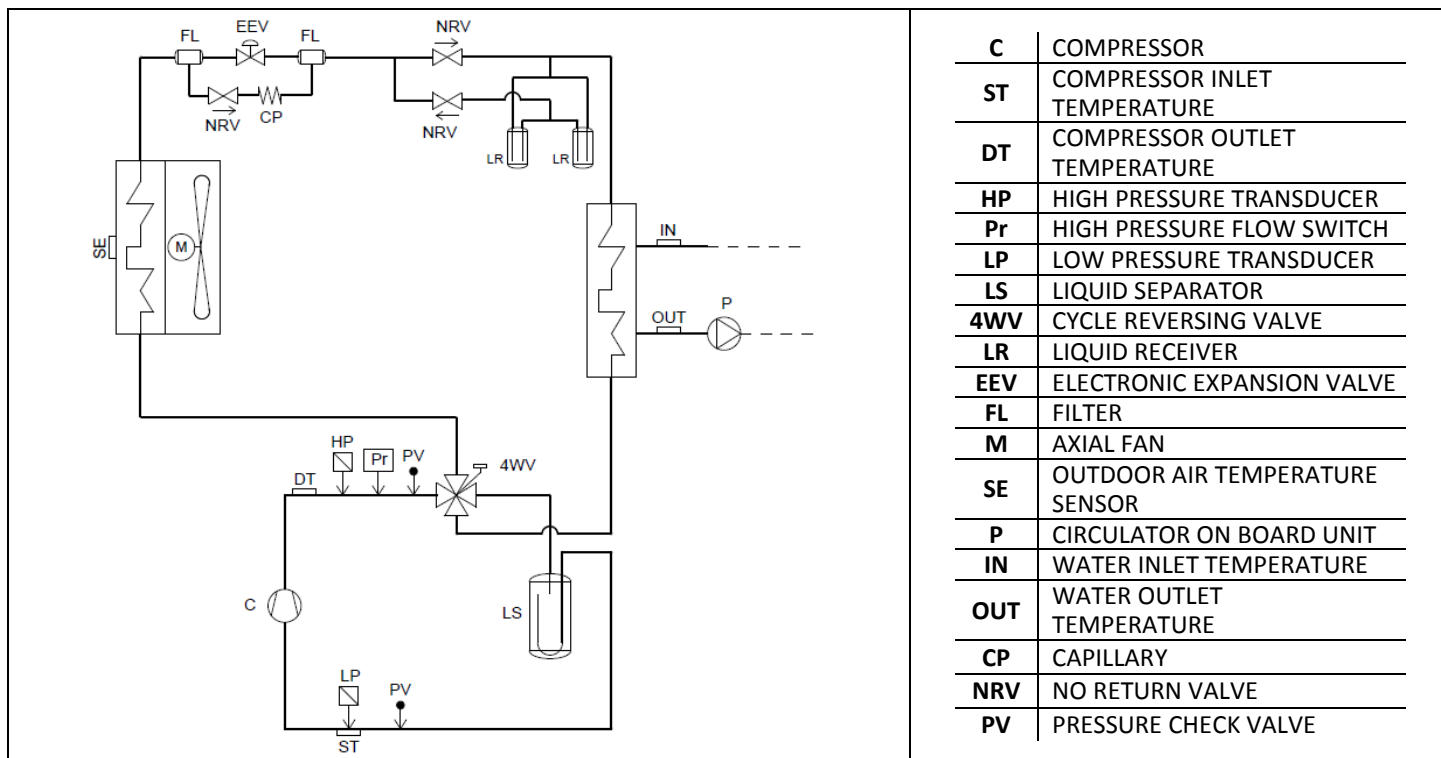 EEV
FL
FL
NRV
NRV
CP
NRV
LR
LR
SE
M
IN
OUT
P
HP
Pr
PV
4WV
DT
C
LS
LP
PV
ST
C COMPRESSOR
ST COMPRESSOR INLET
TEMPERATURE
DT COMPRESSOR OUTLET
TEMPERATURE
HP HIGH PRESSURE TRANSDUCER
Pr HIGH PRESSURE FLOW SWITCH
LP LOW PRESSURE TRANSDUCER
LS LIQUID SEPARATOR
4WV CYCLE REVERSING VALVE
LR LIQUID RECEIVER
EEV ELECTRONIC EXPANSION VALVE
FL FILTER
M AXIAL FAN
SE OUTDOOR AIR TEMPERATURE
SENSOR
P CIRCULATOR ON BOARD UNIT
IN WATER INLET TEMPERATURE
OUT WATER OUTLET
TEMPERATURE
CP CAPILLARY
NRV NO RETURN VALVE
PV PRESSURE CHECK VALVE